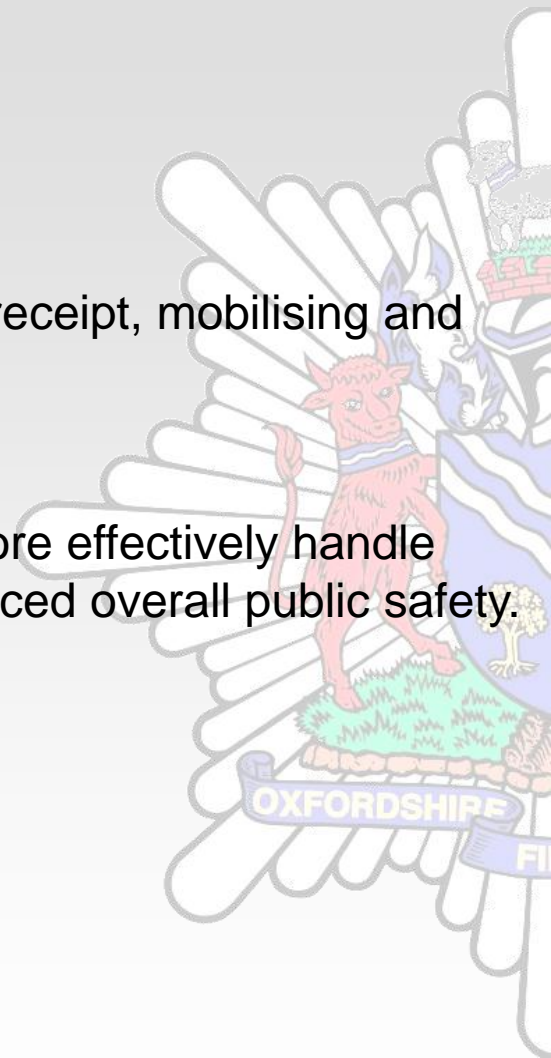 receipt, mobilising and
ore effectively handle
ced overall public safety.
OXFORDSHIRE